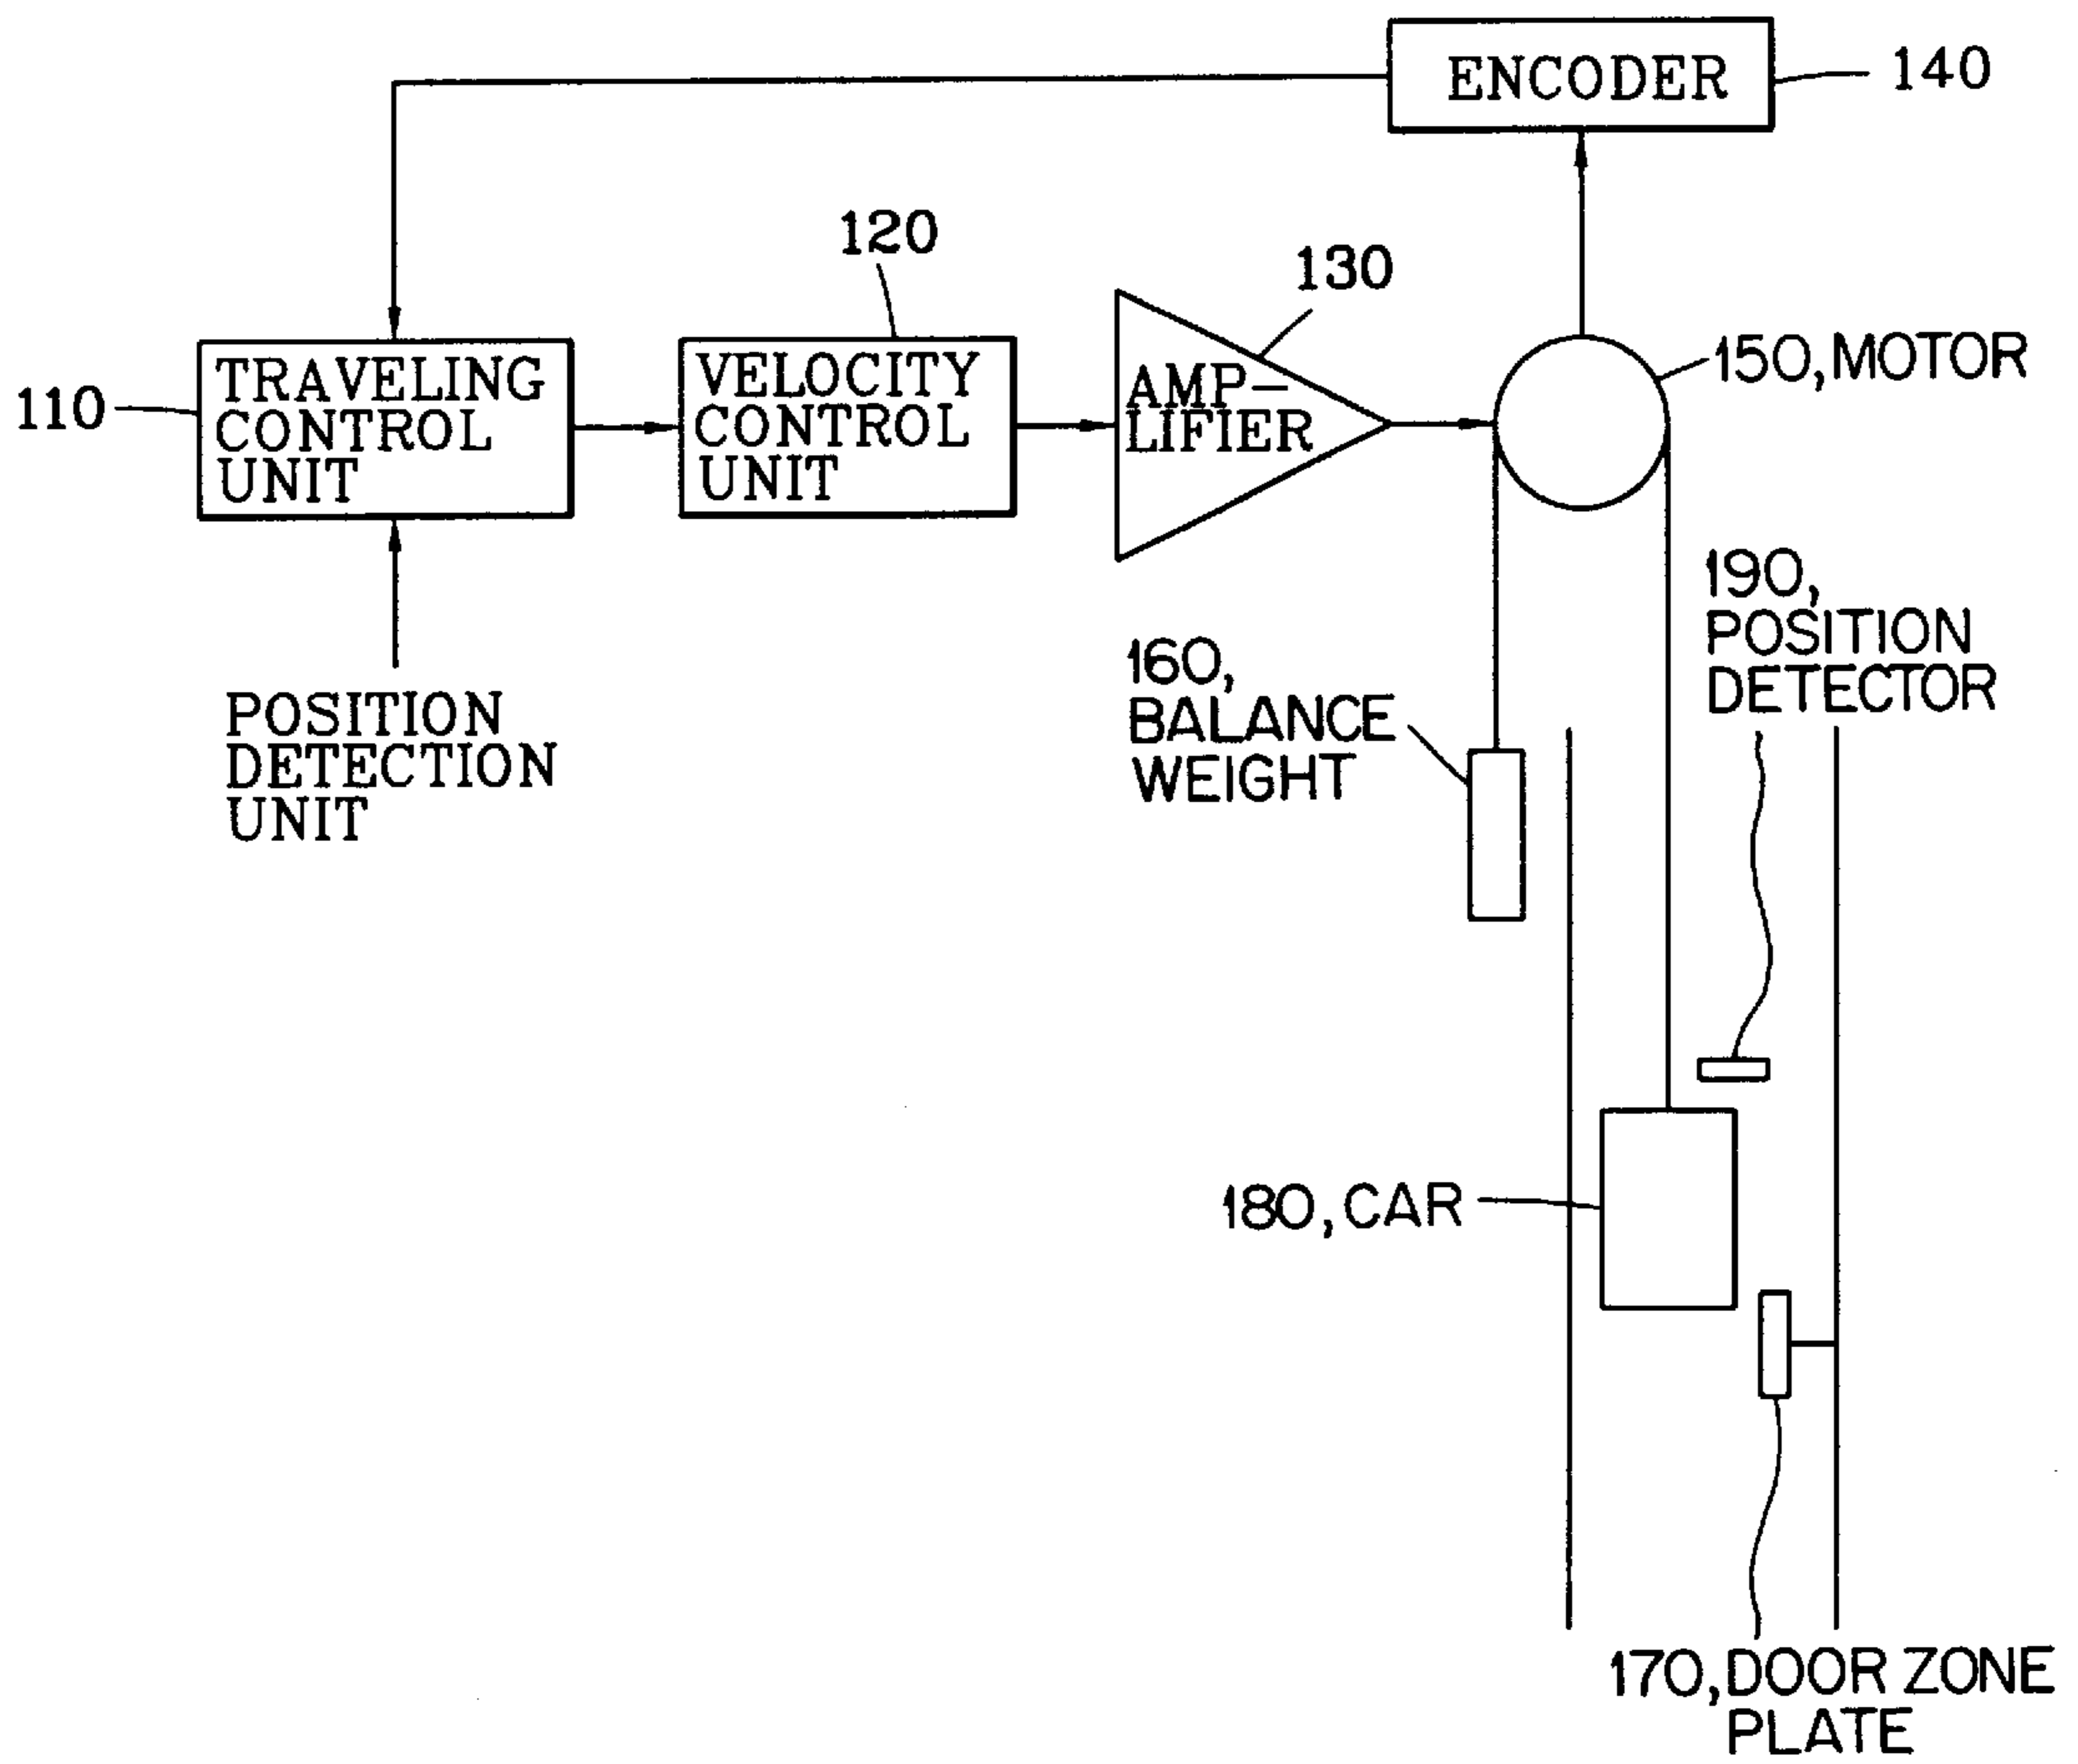 ENCODER
140
120
130
TRAVELING
CONTROL
UNIT
110
VELOCITY
CONTROL
UNIT
AMP-
LIFIER
150, MOTOR
190,
POSITION
DETECTOR
160,
BALANCE
WEIGHT
POSITION
DETECTION
UNIT
180, CAR
170, DOOR ZONE
PLATE